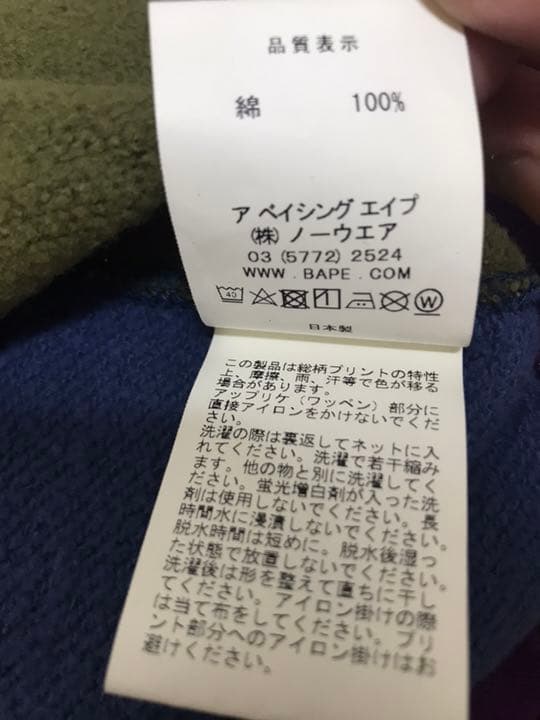 品質表示
綿 100%
ア ベイシング エイプ
(株) ノーウエア
03 (5772) 2524
WWW.BAPE.COM
40
日本製
この製品は総柄プリントの特性
上、摩擦、雨、汗等で色が移る
場合があります。
アップリケ(ワッペン)部分に
直接アイロンをかけないでくだ
さい。
洗濯の際は裏返してネットに入
れてください。洗濯で若干縮み
ます。他の物と別に洗濯してく
ださい。蛍光増白剤が入った洗
剤は使用しないでください。長
時間水に浸漬しないでください。
脱水時間は短めに。脱水後湿っ
た状態で放置しないでください。
洗濯後は形を整えて直ちに干し
てください。アイロン掛けの際
は当て布をしてください。プリ
ント部分へのアイロン掛けはお
避けください。